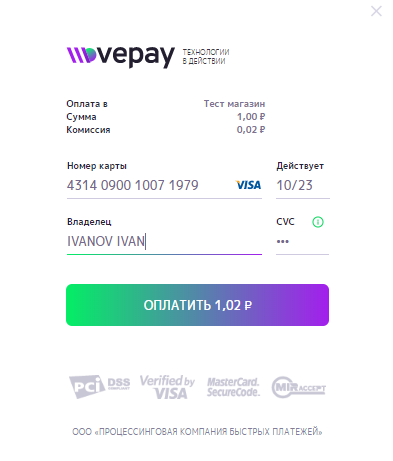 vepay ТЕХНОЛОГИИ
В ДЕЙСТВИИ
Оплата в Тест магазин
Сумма 1,00 ₽
Комиссия 0,02 ₽
Номер карты Действует
4314 0900 1007 1979 VISA 10/23
Владелец CVC
IVANOV IVAN •••
ОПЛАТИТЬ 1,02 ₽
PCI DSS COMPLIANT Verified by VISA MasterCard. SecureCode. MIR ACCEPT
ООО «ПРОЦЕССИНГОВАЯ КОМПАНИЯ БЫСТРЫХ ПЛАТЕЖЕЙ»